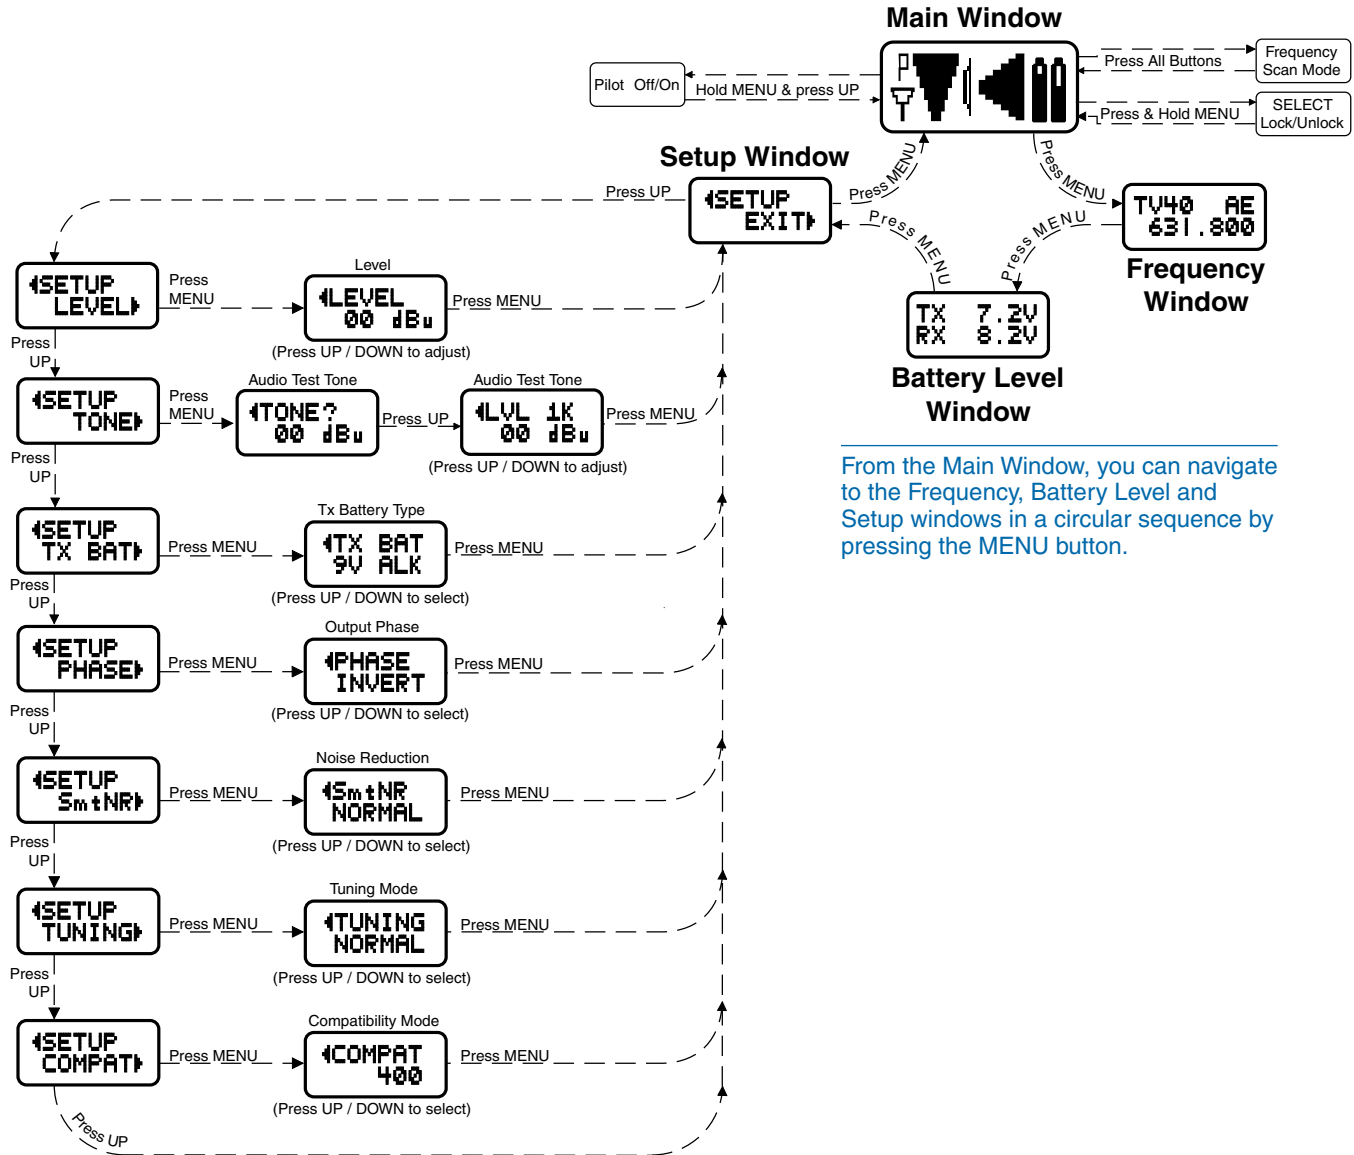 Main Window
Pilot Off/On
Hold MENU & press UP
Press All Buttons
Frequency
Scan Mode
Press & Hold MENU
SELECT
Lock/Unlock
Setup Window
Press UP
SETUP
EXIT
Press MENU
Press MENU
TV40 AE
631.800
Frequency
Window
Press MENU
Press MENU
TX 7.2V
RX 8.2V
Battery Level
Window
From the Main Window, you can navigate
to the Frequency, Battery Level and
Setup windows in a circular sequence by
pressing the MENU button.
SETUP
LEVEL
Press
MENU
Level
LEVEL
00 dBu
(Press UP / DOWN to adjust)
Press MENU
Press
UP
SETUP
TONE
Press
MENU
Audio Test Tone
TONE?
00 dBu
Press UP
Audio Test Tone
LVL 1K
00 dBu
(Press UP / DOWN to adjust)
Press MENU
Press
UP
SETUP
TX BAT
Press MENU
Tx Battery Type
TX BAT
9V ALK
(Press UP / DOWN to select)
Press MENU
Press
UP
SETUP
PHASE
Press MENU
Output Phase
PHASE
INVERT
(Press UP / DOWN to select)
Press MENU
Press
UP
SETUP
SmtNR
Press MENU
Noise Reduction
SmtNR
NORMAL
(Press UP / DOWN to select)
Press MENU
Press
UP
SETUP
TUNING
Press MENU
Tuning Mode
TUNING
NORMAL
(Press UP / DOWN to select)
Press MENU
Press
UP
SETUP
COMPAT
Press MENU
Compatibility Mode
COMPAT
400
(Press UP / DOWN to select)
Press MENU
Press UP